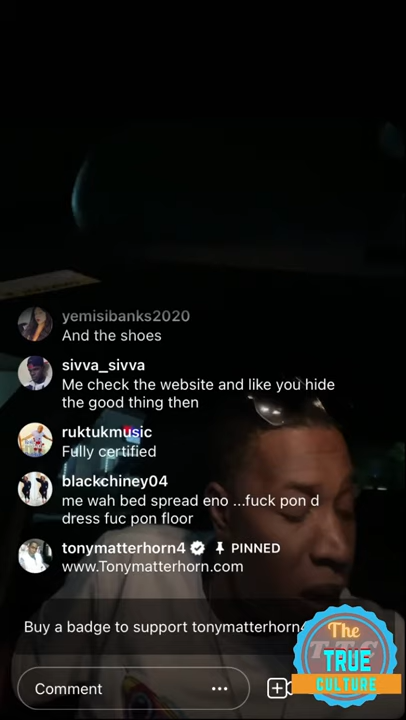 yemisibanks2020
And the shoes
sivva_sivva
Me check the website and like you hide
the good thing then
ruktukmusic
Fully certified
blackchiney04
me wah bed spread eno ...fuck pon d
dress fuc pon floor
tonymatterhorn4 PINNED
www.Tonymatterhorn.com
Buy a badge to support tonymatterhorn4
Comment ...
The
TRUE
CULTURE